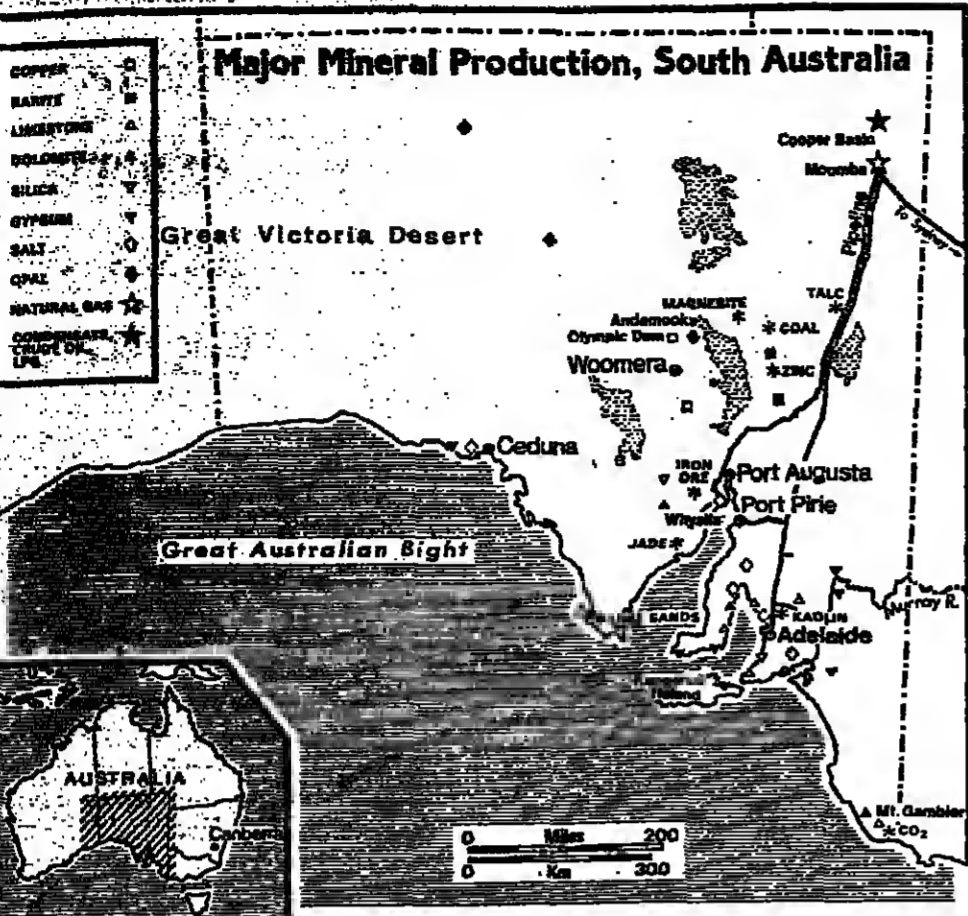 Major Mineral Production, South Australia
COPPER
BARITE
LIMESTONE
DOLOMITE
SILICA
GYPSUM
SALT
OPAL
NATURAL GAS
CONDENSATE,
CRUDE OIL,
LPG
Cooper Basin
Moomba
Pipeline
To Sydney
Great Victoria Desert
TALC
MAGNESITE
Andamooka
COAL
Olympic Dam
Woomera
ZINC
Ceduna
IRON
ORE
Port Augusta
Port Pirie
Whyalla
Great Australian Bight
JADE
SANDS
KAOLIN
Murray R.
Adelaide
Island
AUSTRALIA
Canberra
Mt. Gambier
CO₂
0 Miles 200
0 Km 300